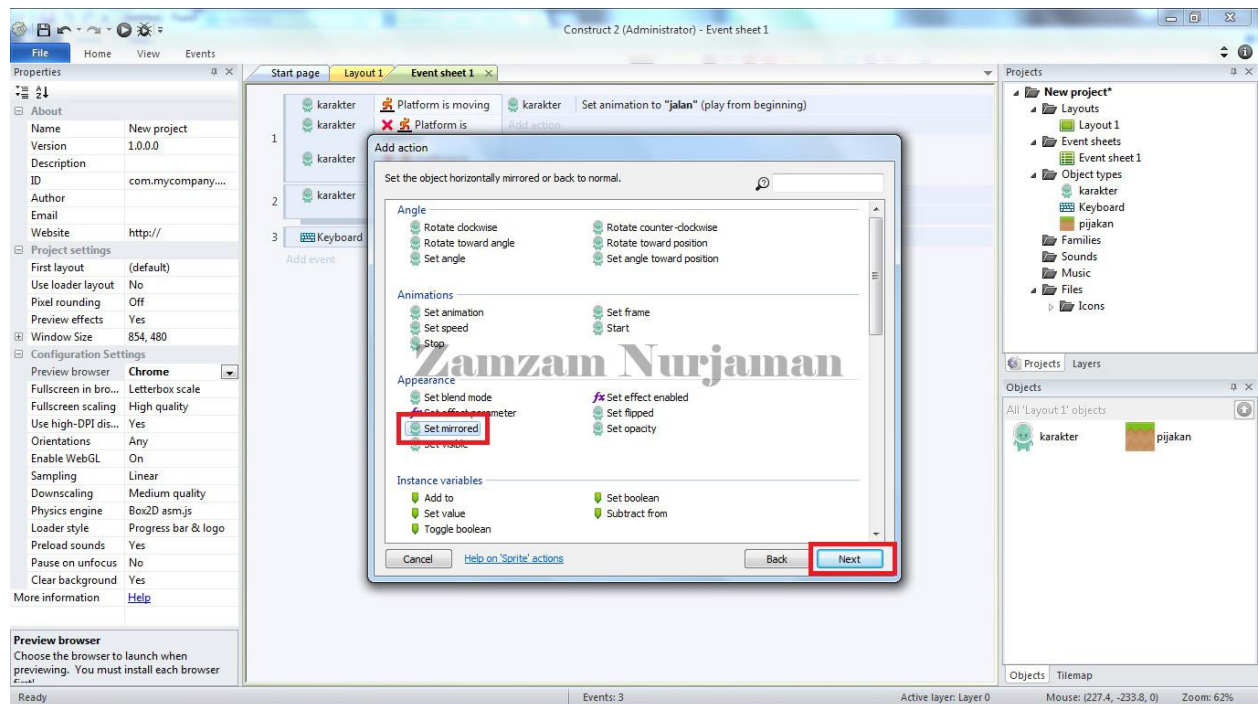 Construct 2 (Administrator) - Event sheet 1
File Home View Events
Properties
About
Name New project
Version 1.0.0.0
Description
ID com.mycompany....
Author
Email
Website http://
Project settings
First layout (default)
Use loader layout No
Pixel rounding Off
Preview effects Yes
Window Size 854, 480
Configuration Settings
Preview browser Chrome
Fullscreen in bro... Letterbox scale
Fullscreen scaling High quality
Use high-DPI dis... Yes
Orientations Any
Enable WebGL On
Sampling Linear
Downscaling Medium quality
Physics engine Box2D asm.js
Loader style Progress bar & logo
Preload sounds Yes
Pause on unfocus No
Clear background Yes
More information Help
Preview browser
Choose the browser to launch when
previewing. You must install each browser
Start page Layout 1 Event sheet 1
1
karakter Platform is moving karakter Set animation to "jalan" (play from beginning)
karakter Platform is Add action
karakter
2 karakter
3 Keyboard
Add event
Add action
Set the object horizontally mirrored or back to normal.
Angle
Rotate clockwise Rotate counter-clockwise
Rotate toward angle Rotate toward position
Set angle Set angle toward position
Animations
Set animation Set frame
Set speed Start
Stop
Zamzam Nurjaman
Appearance
Set blend mode Set effect enabled
Set effect parameter Set flipped
Set mirrored Set opacity
Set visible
Instance variables
Add to Set boolean
Set value Subtract from
Toggle boolean
Cancel Help on 'Sprite' actions Back Next
Projects
New project*
Layouts
Layout 1
Event sheets
Event sheet 1
Object types
karakter
Keyboard
pijakan
Families
Sounds
Music
Files
Icons
Projects Layers
Objects
All 'Layout 1' objects
karakter pijakan
Objects Tilemap
Ready Events: 3 Active layer: Layer 0 Mouse: (227.4, -233.8, 0) Zoom: 62%